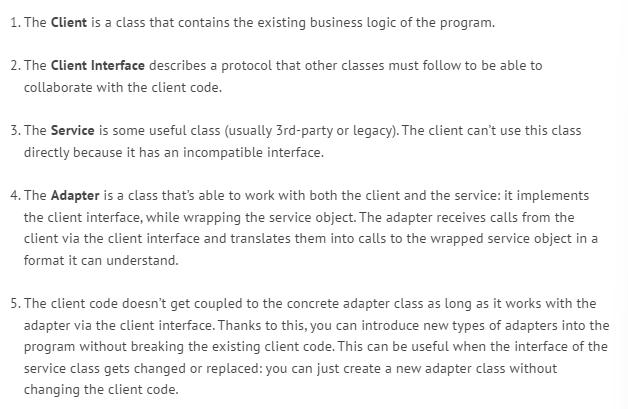 1. The Client is a class that contains the existing business logic of the program.
2. The Client Interface describes a protocol that other classes must follow to be able to
collaborate with the client code.
3. The Service is some useful class (usually 3rd-party or legacy). The client can’t use this class
directly because it has an incompatible interface.
4. The Adapter is a class that’s able to work with both the client and the service: it implements
the client interface, while wrapping the service object. The adapter receives calls from the
client via the client interface and translates them into calls to the wrapped service object in a
format it can understand.
5. The client code doesn’t get coupled to the concrete adapter class as long as it works with the
adapter via the client interface. Thanks to this, you can introduce new types of adapters into the
program without breaking the existing client code. This can be useful when the interface of the
service class gets changed or replaced: you can just create a new adapter class without
changing the client code.